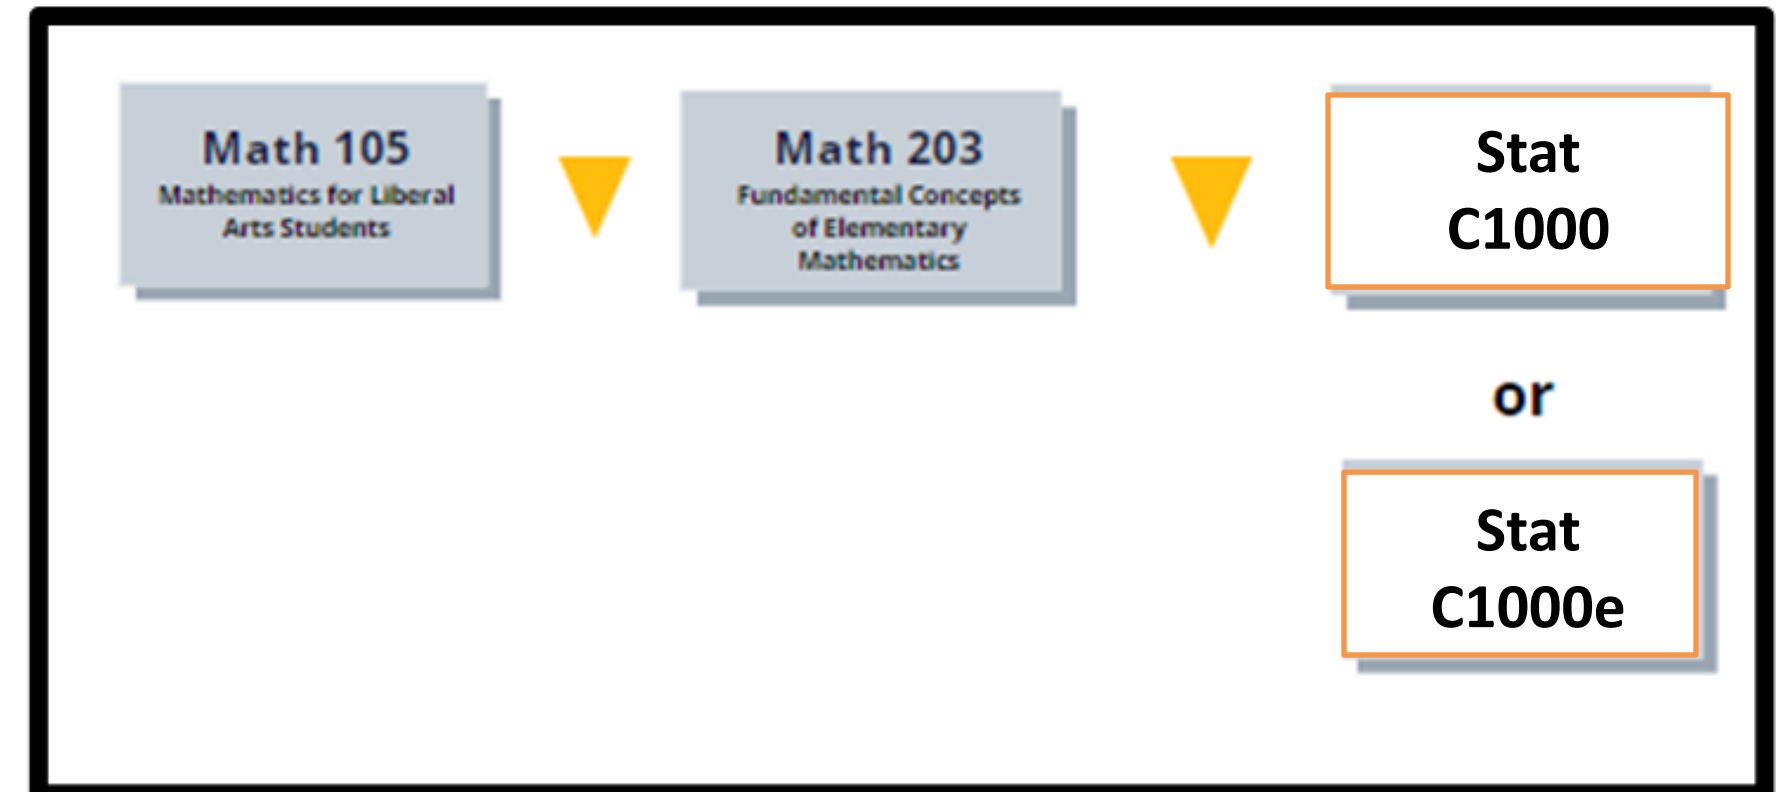 Math 105
Mathematics for Liberal
Arts Students
Math 203
Fundamental Concepts
of Elementary
Mathematics
Stat
C1000
or
Stat
C1000e